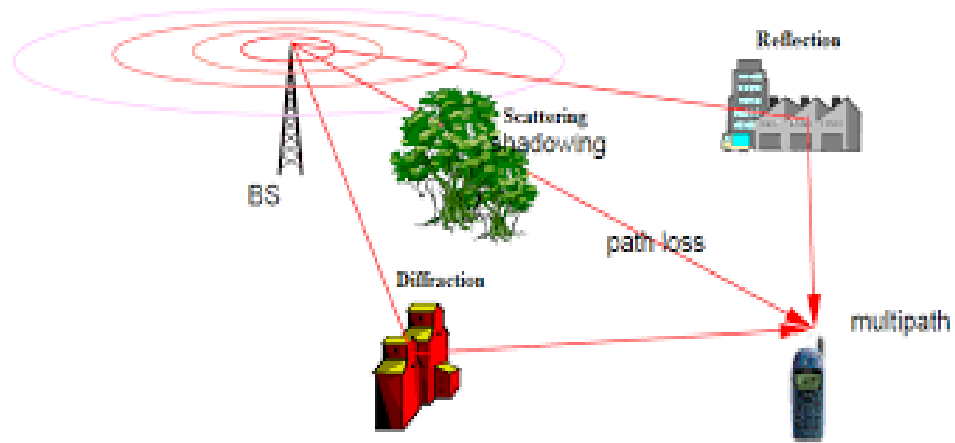 Reflection
Scattering
shadowing
BS
path loss
Diffraction
multipath